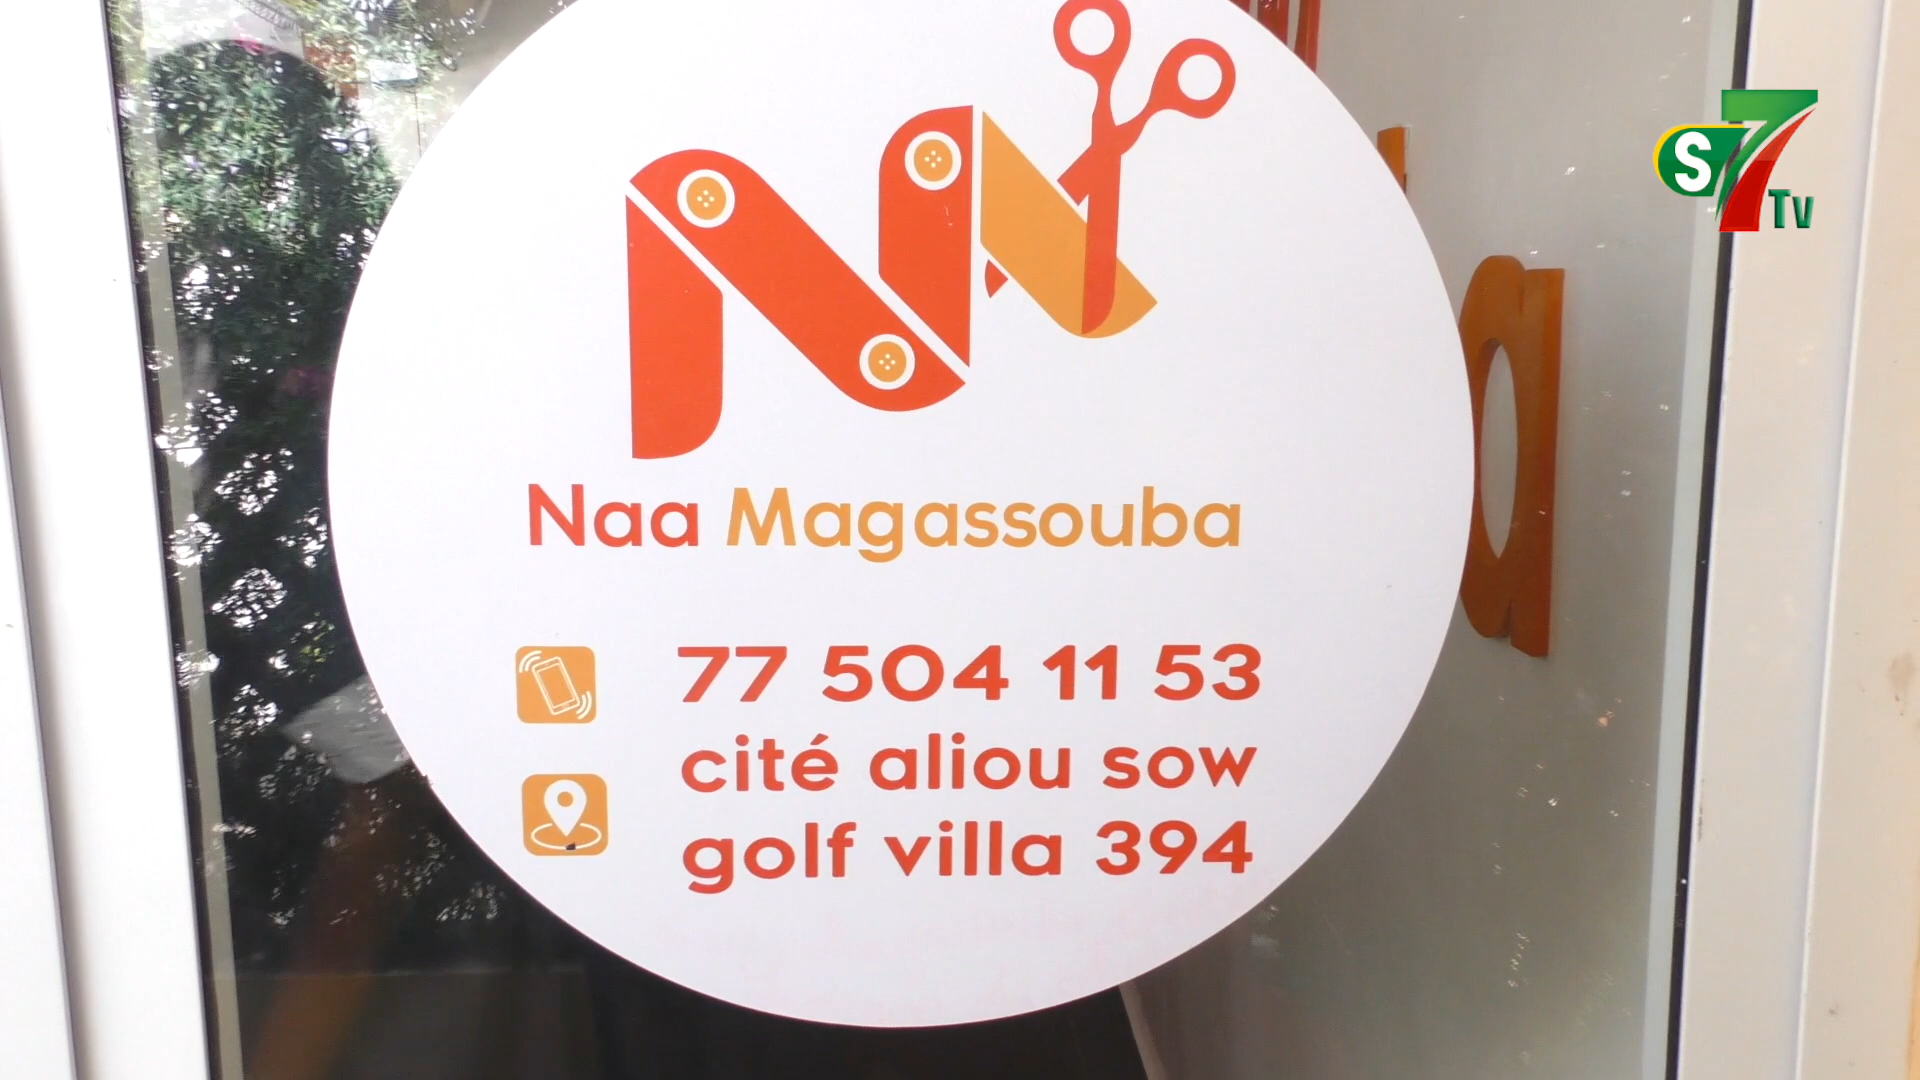 S7 Tv
Naa Magassouba
77 504 11 53
cité aliou sow
golf villa 394
a